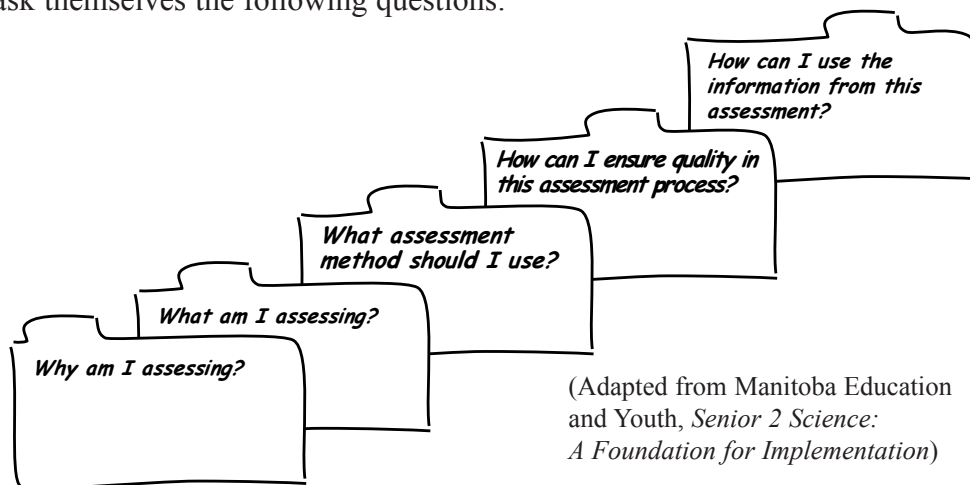 ask themselves the following questions:
How can I use the
information from this
assessment?
How can I ensure quality in
this assessment process?
What assessment
method should I use?
What am I assessing?
Why am I assessing?
(Adapted from Manitoba Education
and Youth, Senior 2 Science:
A Foundation for Implementation)